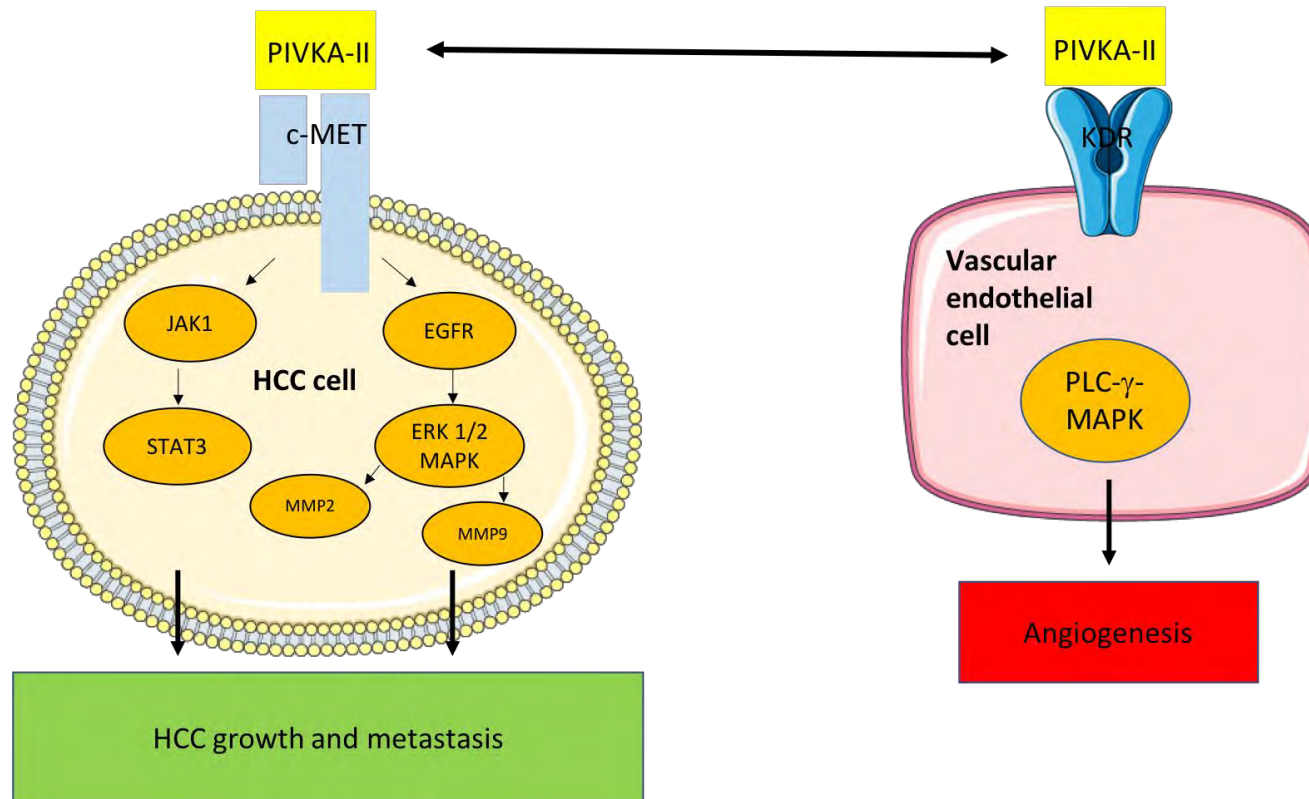 PIVKA-II
PIVKA-II
c-MET
KDR
JAK1
EGFR
HCC cell
STAT3
ERK 1/2
MAPK
MMP2
MMP9
Vascular
endothelial
cell
PLC-γ-
MAPK
Angiogenesis
HCC growth and metastasis